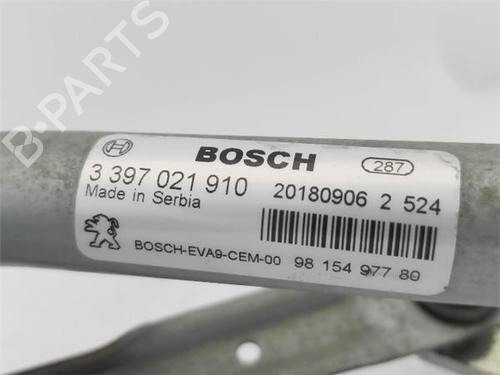 B-PARTS
BOSCH 287
3 397 021 910 20180906 2 524
Made in Serbia
BOSCH-EVA9-CEM-00 98 154 977 80